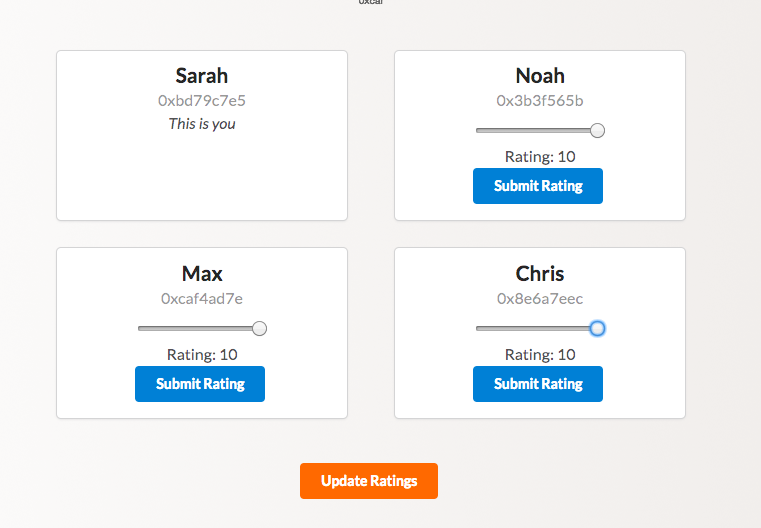 Sarah
0xbd79c7e5
This is you
Noah
0x3b3f565b
Rating: 10
Submit Rating
Max
0xcaf4ad7e
Rating: 10
Submit Rating
Chris
0x8e6a7eec
Rating: 10
Submit Rating
Update Ratings